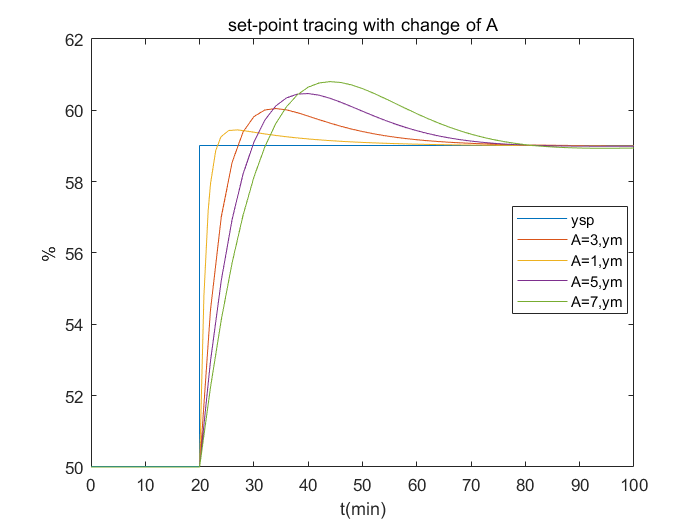 set-point tracing with change of A
62
60
58
56
54
52
50
%
ysp
A=3,ym
A=1,ym
A=5,ym
A=7,ym
0 10 20 30 40 50 60 70 80 90 100
t(min)